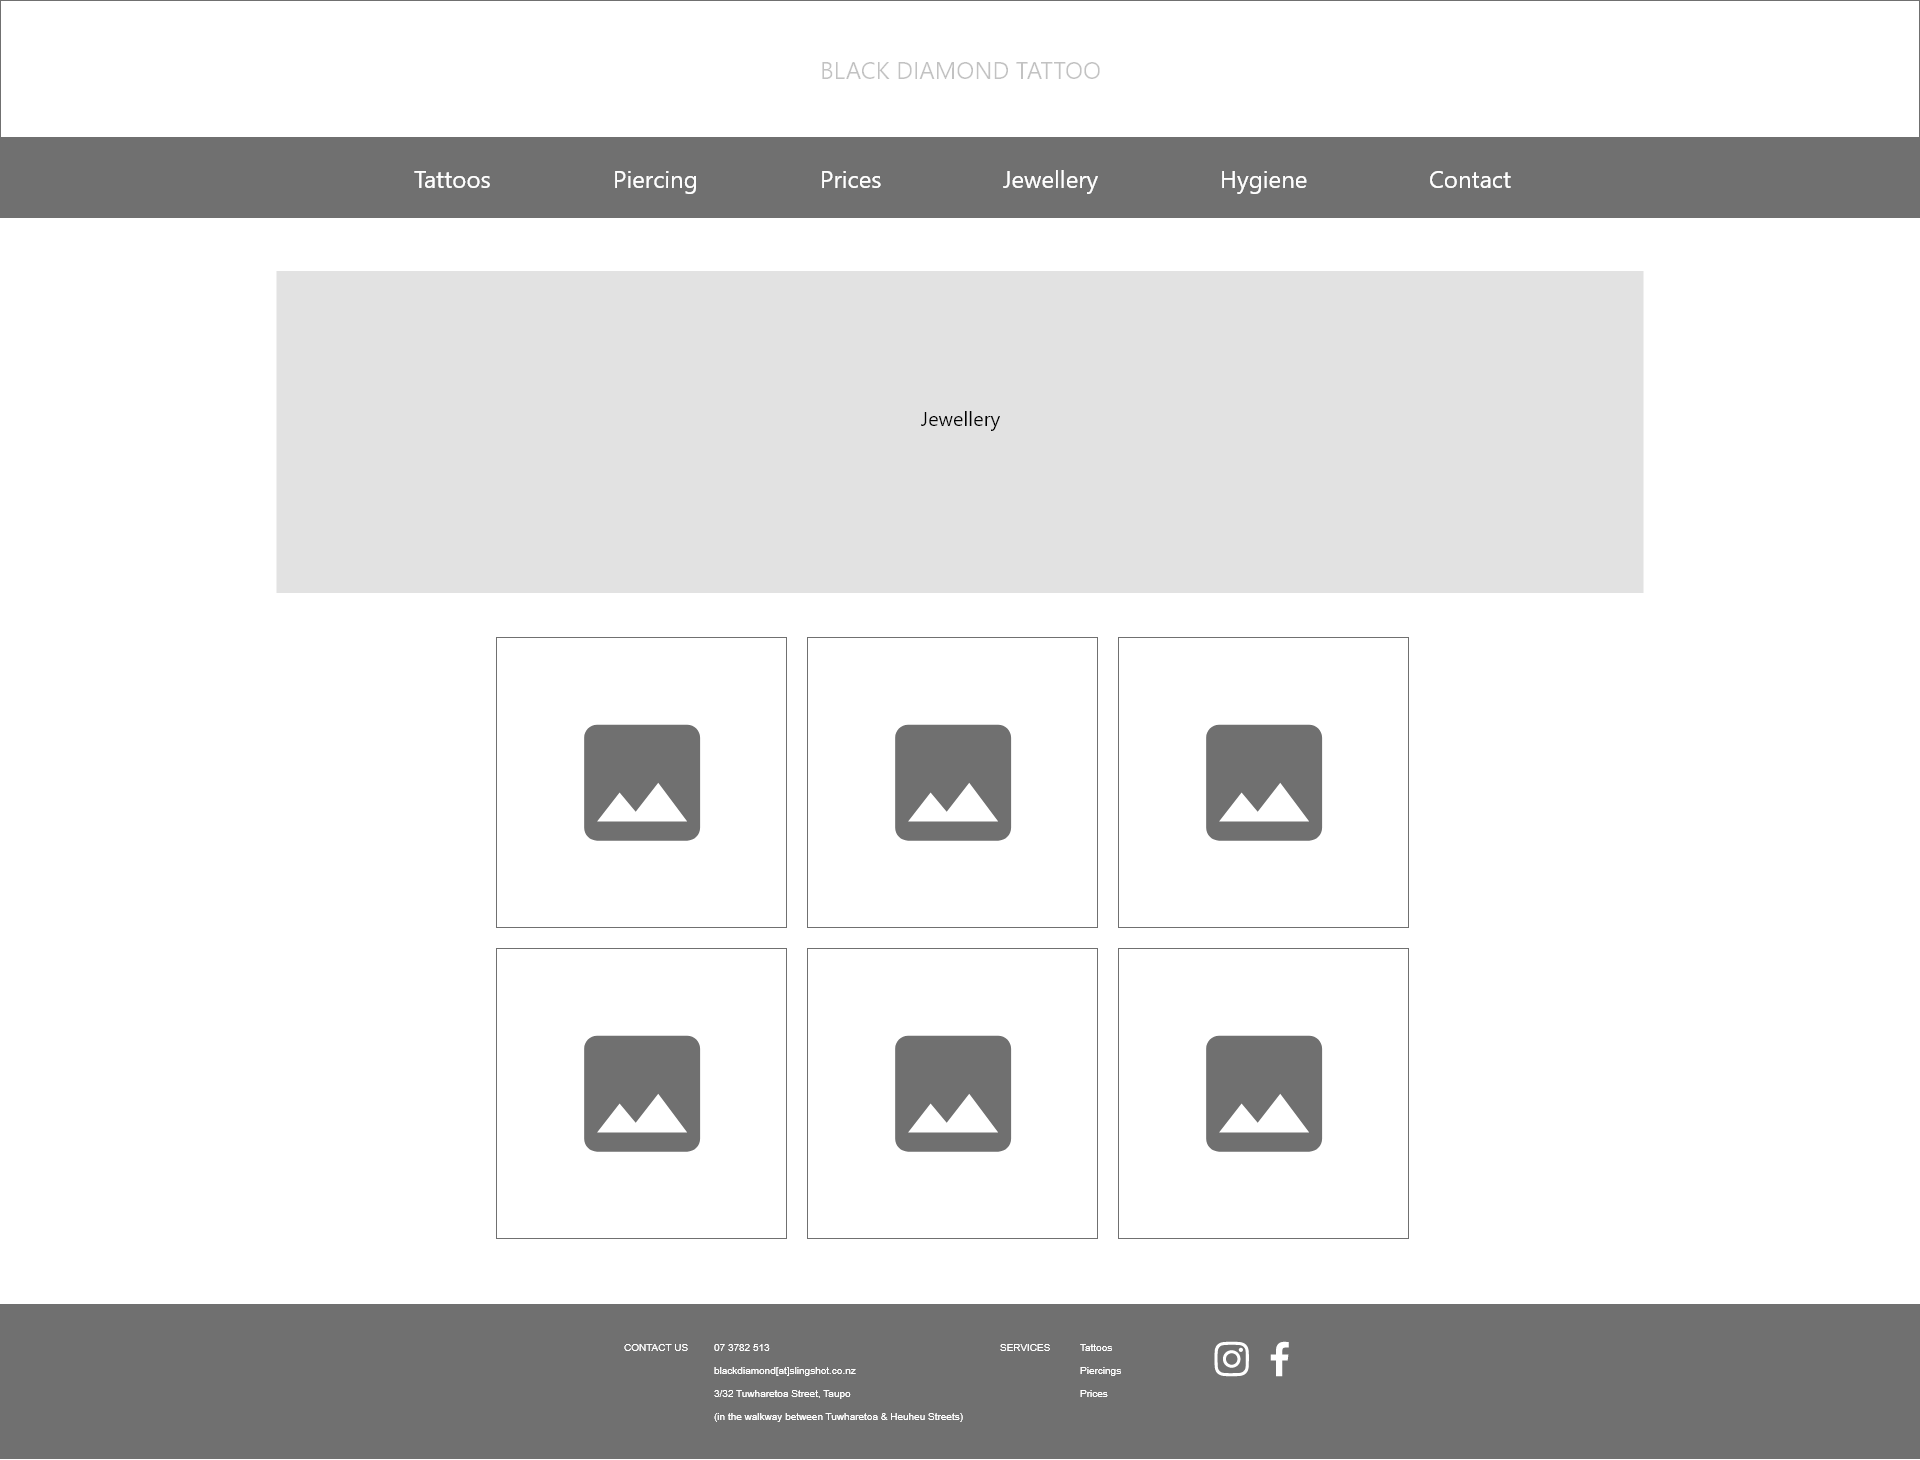 BLACK DIAMOND TATTOO
Tattoos Piercing Prices Jewellery Hygiene Contact
Jewellery
CONTACT US 07 3782 513
blackdiamond[at]slingshot.co.nz
3/32 Tuwharetoa Street, Taupo
(in the walkway between Tuwharetoa & Heuheu Streets)
SERVICES Tattoos
Piercings
Prices